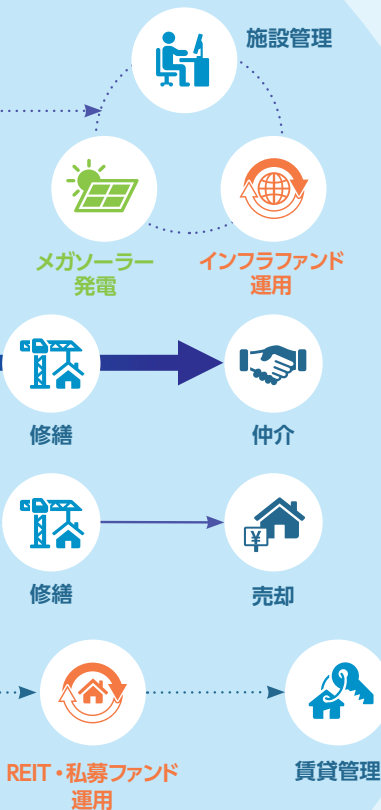 施設管理
メガソーラー
発電
インフラファンド
運用
修繕
仲介
修繕
¥
売却
REIT・私募ファンド
運用
賃貸管理